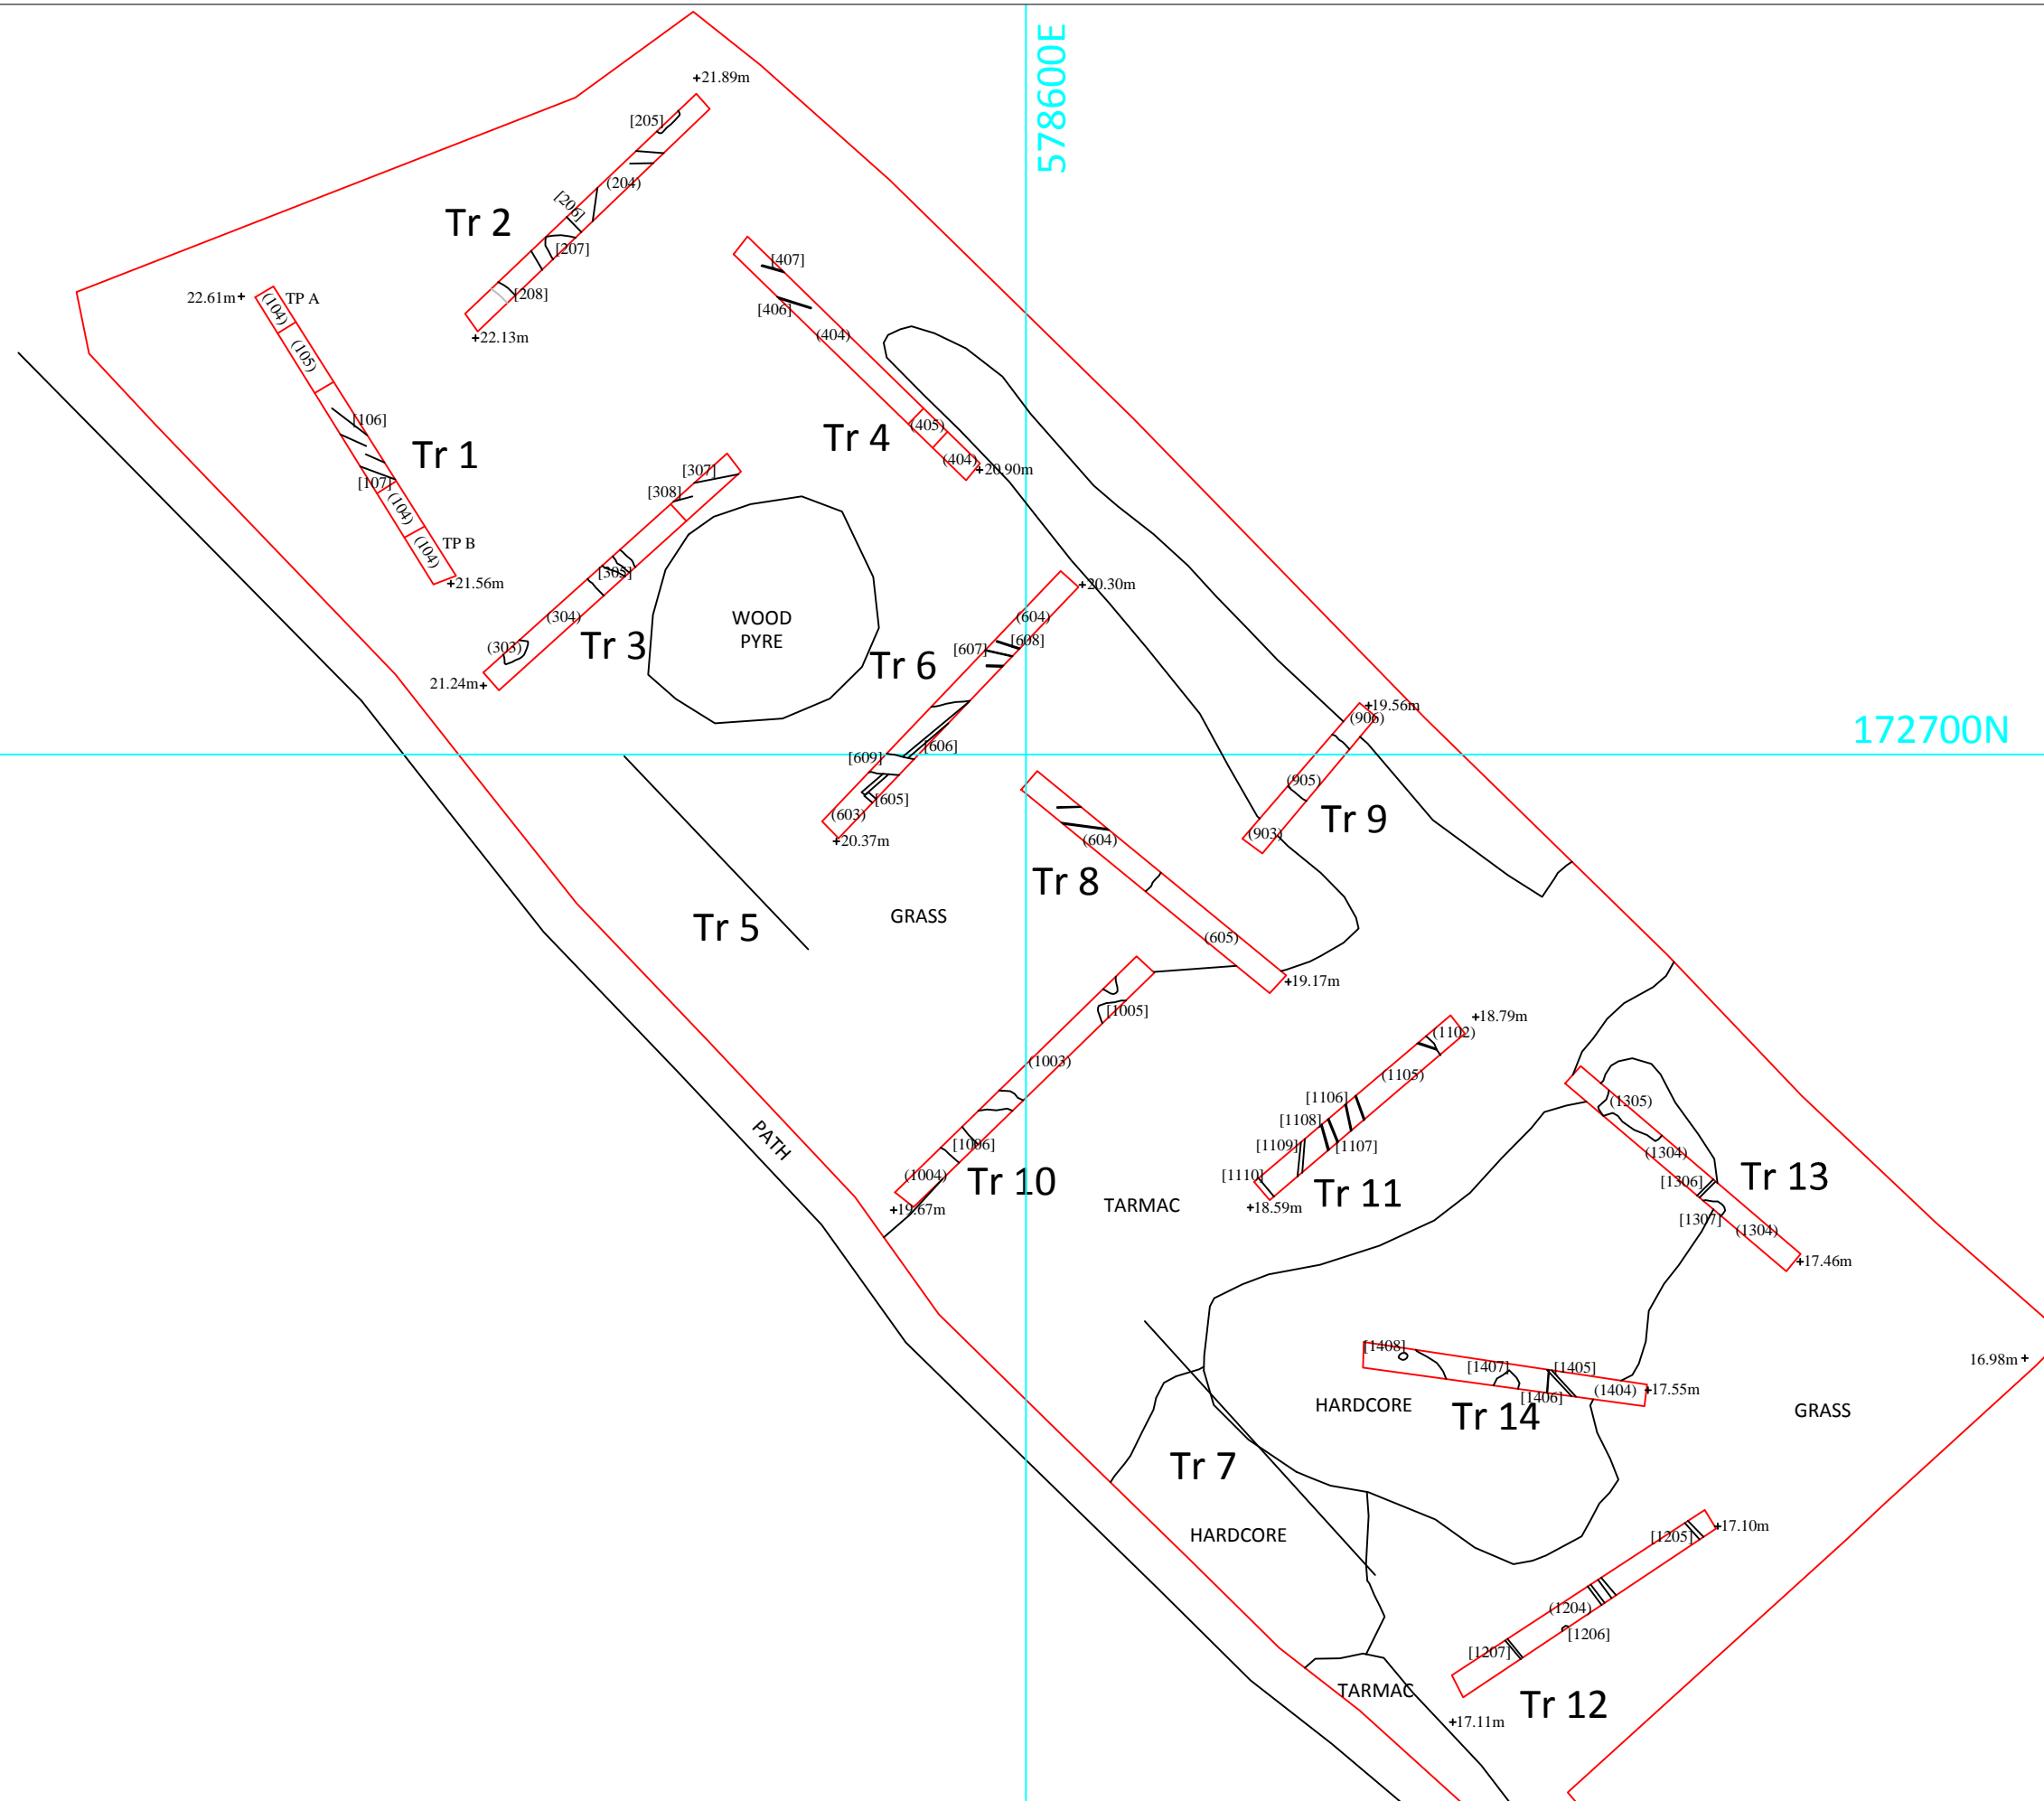 578600E
+21.89m
[205]
(204)
[206]
Tr 2
[207]
[208]
+22.13m
22.61m+
TP A
(104)
(105)
[106]
Tr 1
[107]
(104)
(104)
TP B
+21.56m
[407]
[406]
(404)
Tr 4
(405)
(404)
+20.90m
[307]
[308]
[305]
(304)
(303)
Tr 3
21.24m+
WOOD
PYRE
+20.30m
(604)
[608]
[607]
Tr 6
[606]
[609]
[605]
(603)
+20.37m
172700N
+19.56m
(906)
(905)
Tr 9
(903)
(604)
Tr 8
(605)
+19.17m
Tr 5
GRASS
[1005]
(1003)
[1006]
(1004)
Tr 10
+19.67m
PATH
+18.79m
(1102)
(1105)
[1106]
[1108]
[1107]
[1109]
[1110]
Tr 11
+18.59m
TARMAC
(1305)
(1304)
Tr 13
[1306]
[1307]
(1304)
+17.46m
16.98m+
[1408]
[1407]
[1405]
[1406]
(1404)
+17.55m
HARDCORE
Tr 14
GRASS
Tr 7
HARDCORE
[1205]
+17.10m
(1204)
[1206]
[1207]
TARMAC
Tr 12
+17.11m